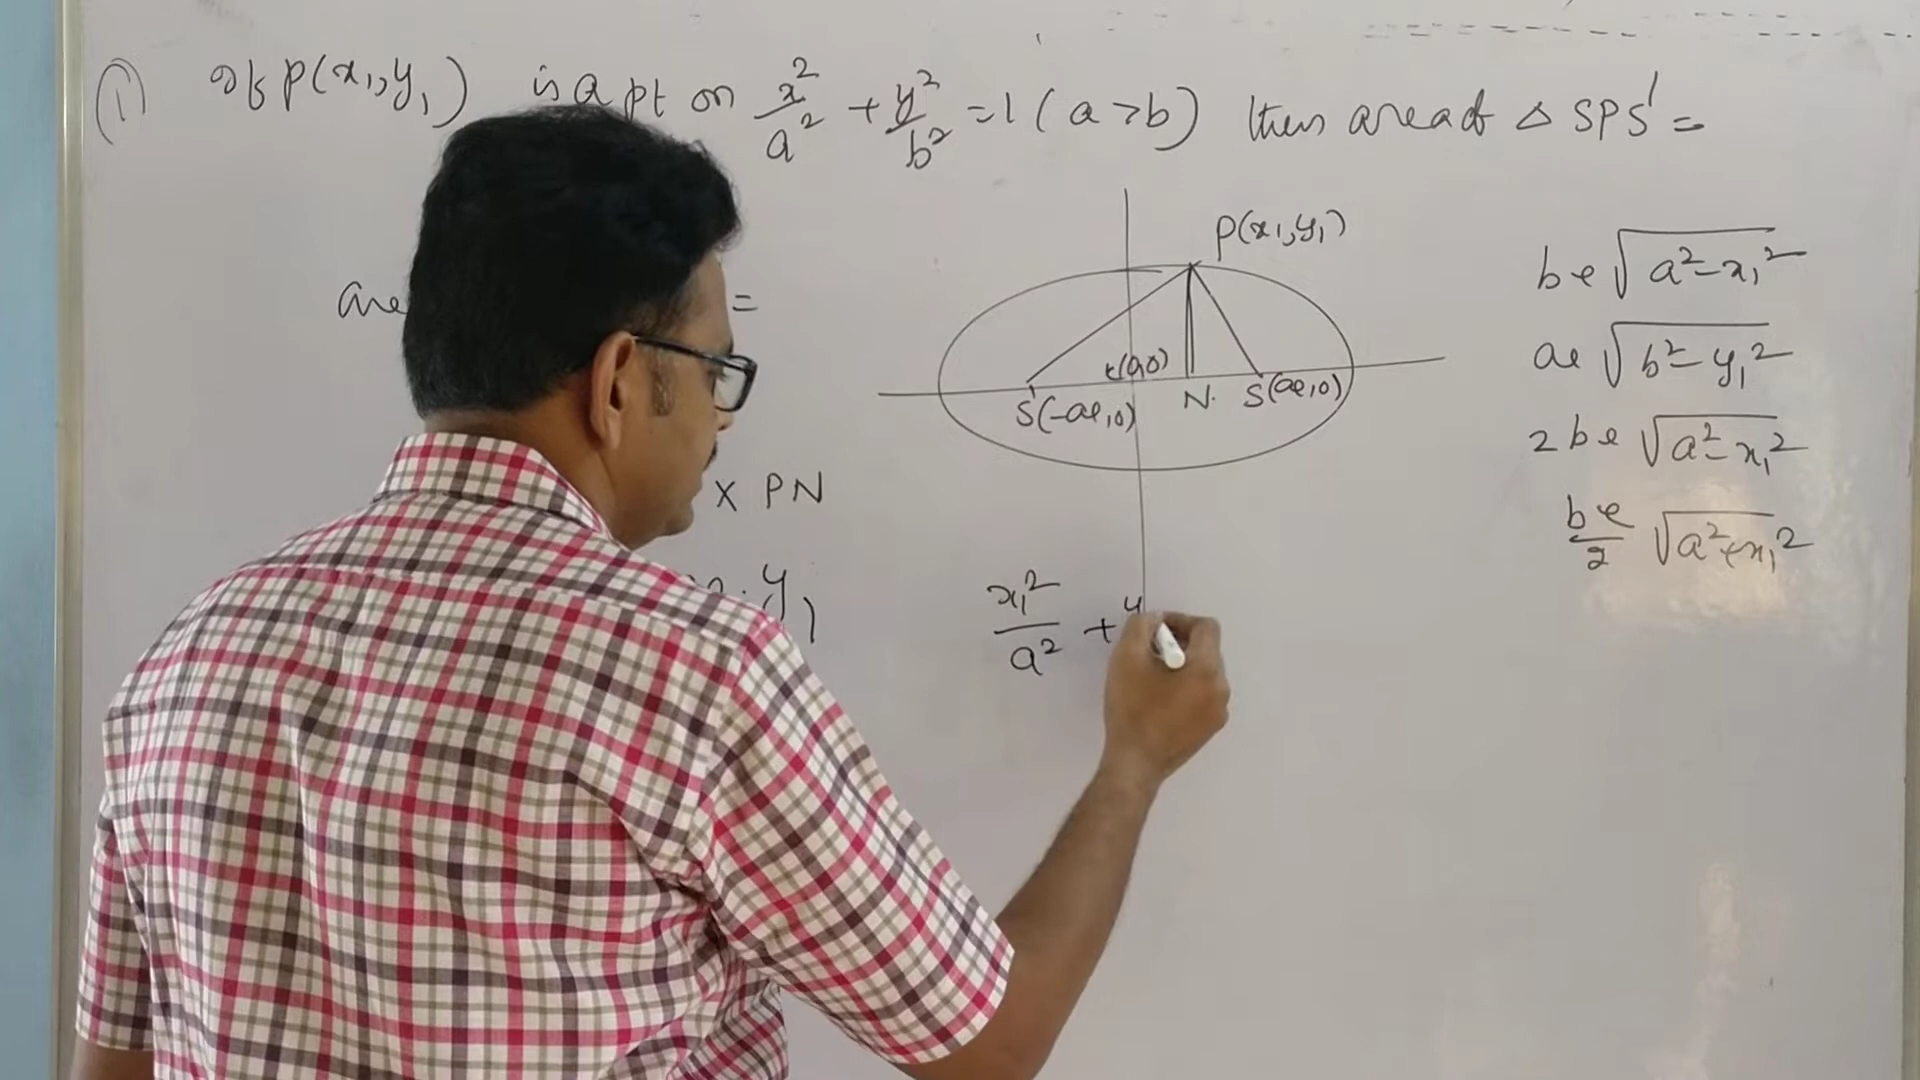 (1) If P(x₁,y₁) is a pt on x²/a² + y²/b² = 1 (a>b) then area of △ SPS' =
P(x₁,y₁)
be √(a²-x₁²)
are =
ae √(b²-y₁²)
N.
S(ae,0)
S'(-ae,0)
2be √(a²-x₁²)
x PN
be/2 √(a²+x₁²)
y₁
x₁²/a² + y